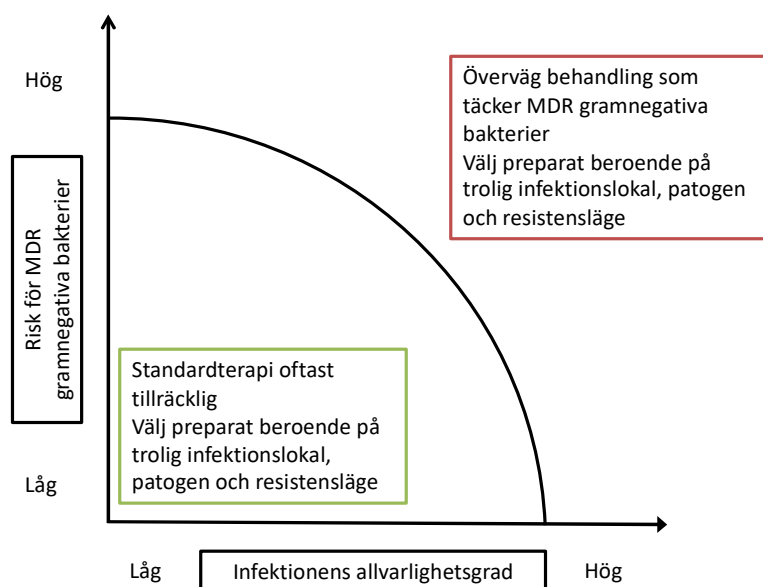 Hög
Överväg behandling som
täcker MDR gramnegativa
bakterier
Välj preparat beroende på
trolig infektionslokal, patogen
och resistensläge
Risk för MDR
gramnegativa bakterier
Standardterapi oftast
tillräcklig
Välj preparat beroende på
trolig infektionslokal,
patogen och resistensläge
Låg
Låg
Infektionens allvarlighetsgrad
Hög